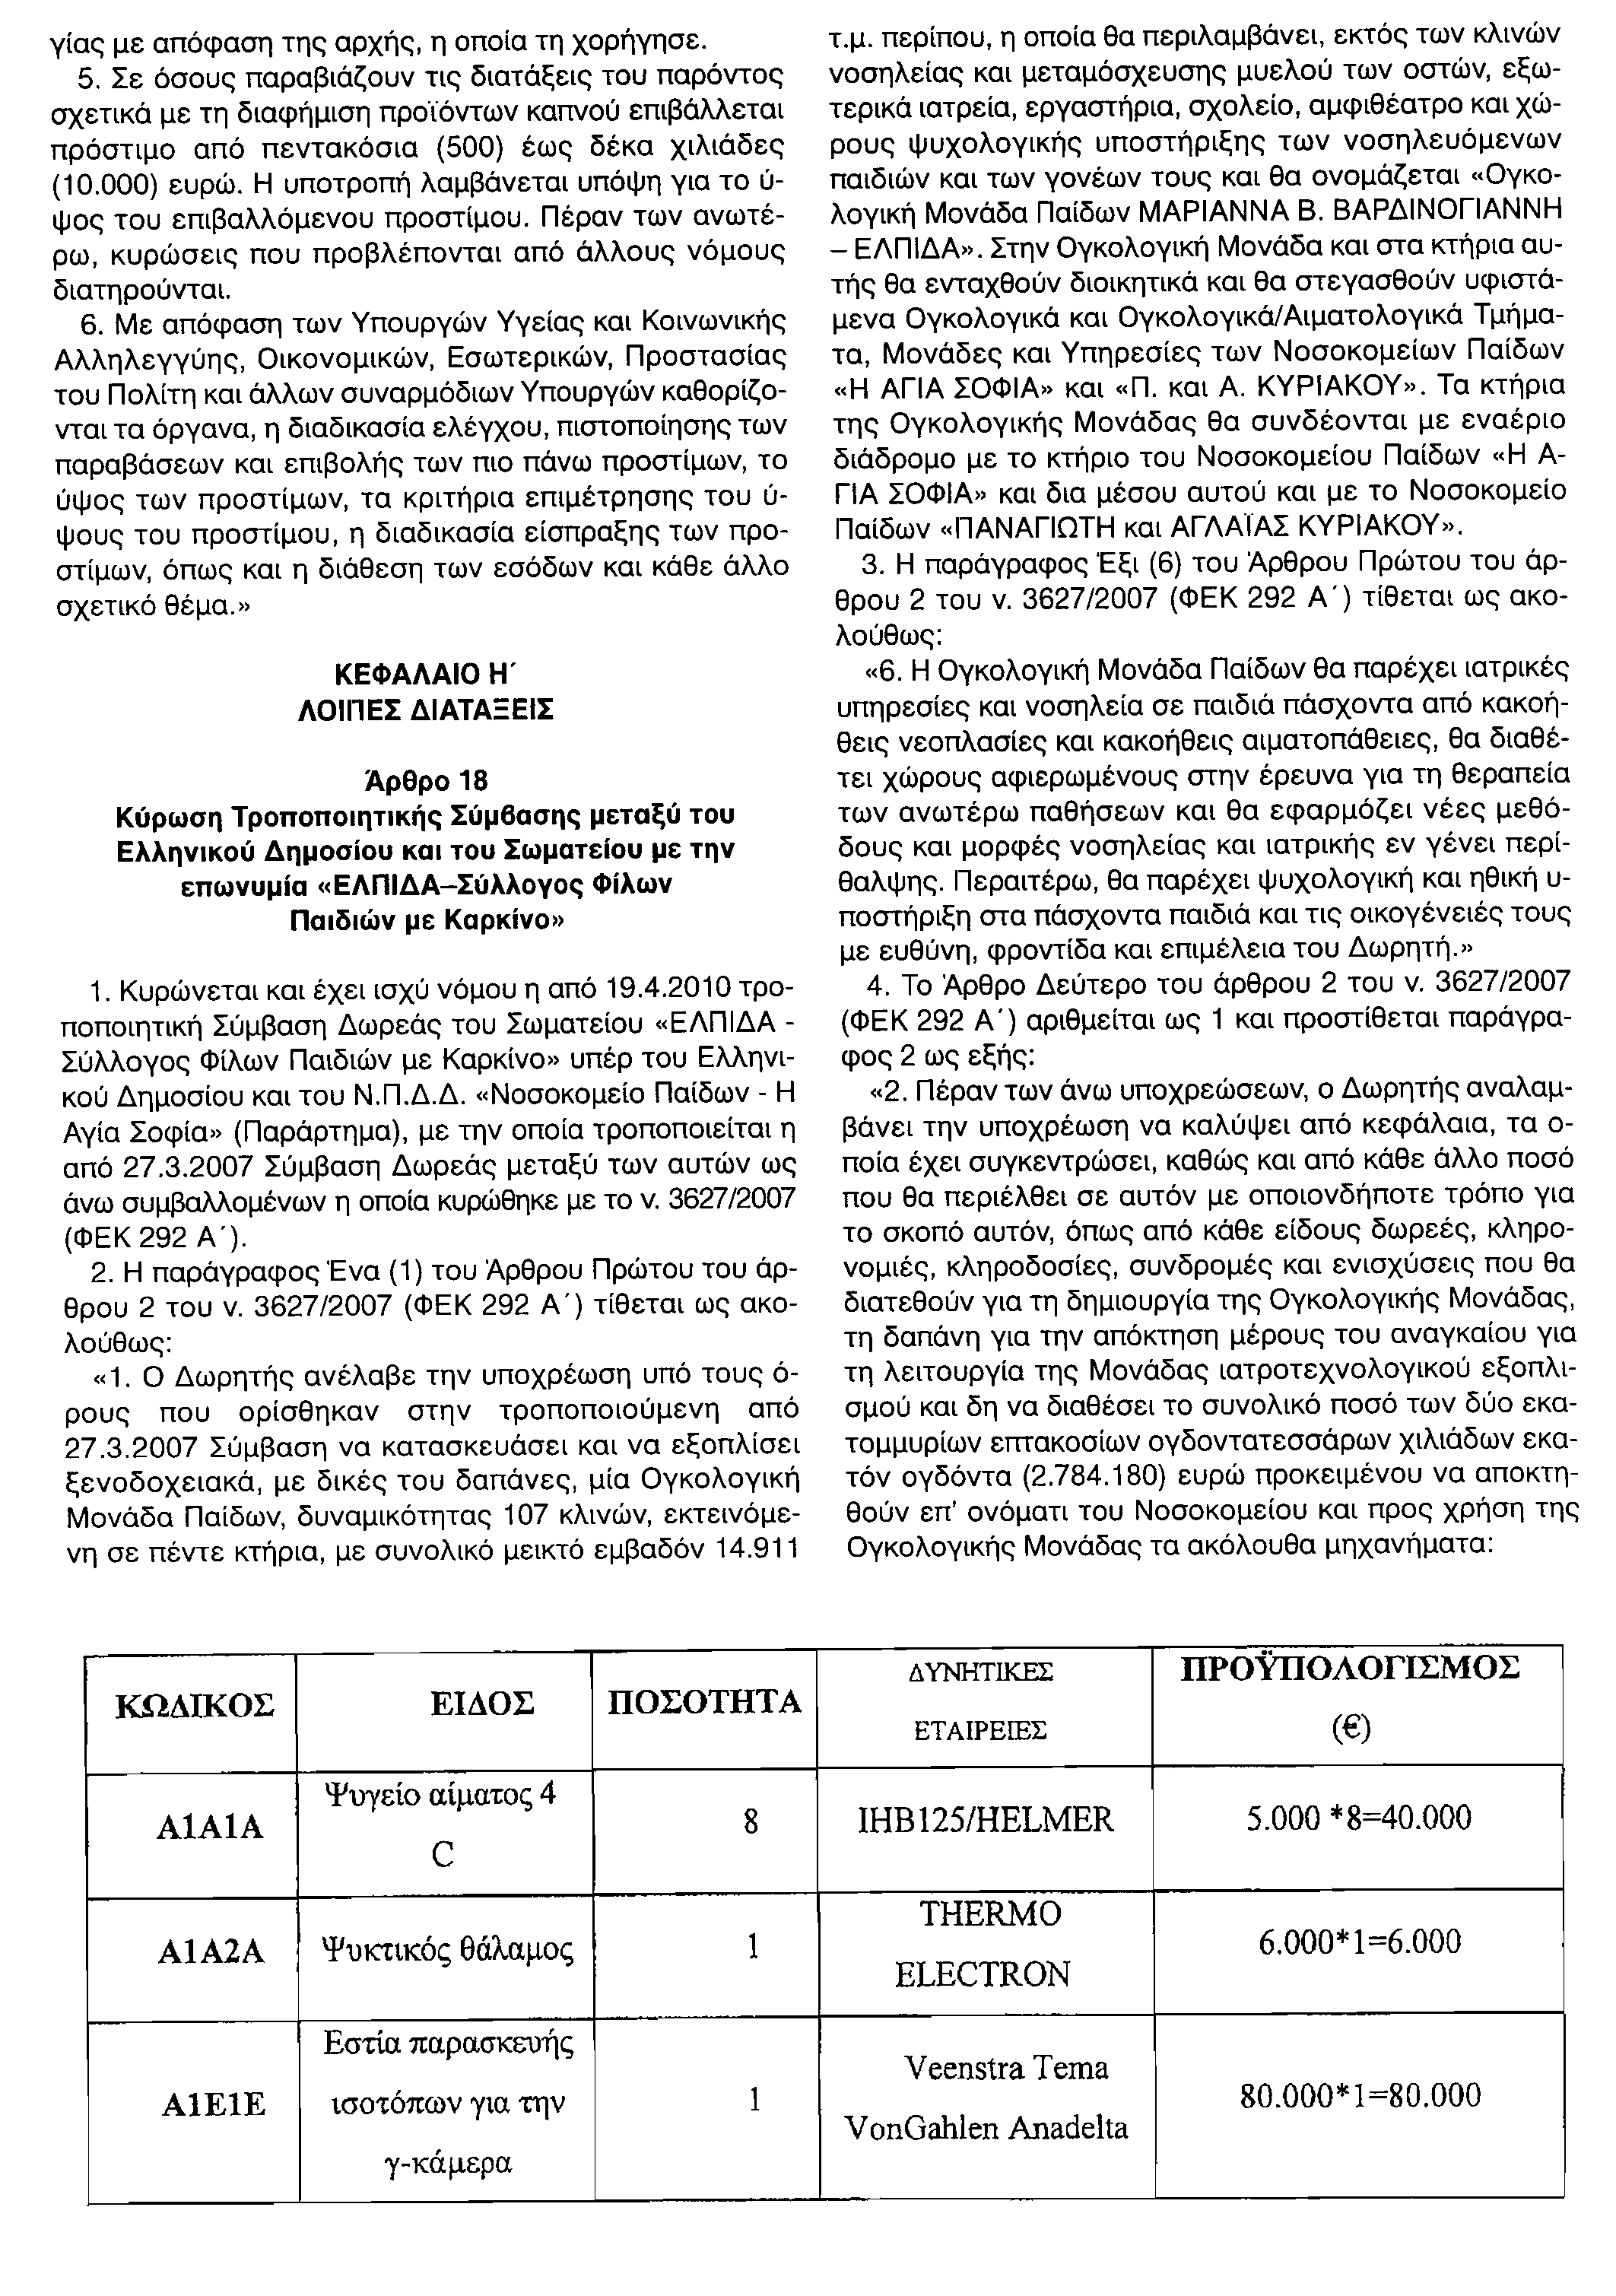 γίας με απόφαση της αρχής, η οποία τη χορήγησε.
5. Σε όσους παραβιάζουν τις διατάξεις του παρόντος
σχετικά με τη διαφήμιση προϊόντων καπνού επιβάλλεται
πρόστιμο από πεντακόσια (500) έως δέκα χιλιάδες
(10.000) ευρώ. Η υποτροπή λαμβάνεται υπόψη για το ύ-
ψος του επιβαλλόμενου προστίμου. Πέραν των ανωτέ-
ρω, κυρώσεις που προβλέπονται από άλλους νόμους
διατηρούνται.
6. Με απόφαση των Υπουργών Υγείας και Κοινωνικής
Αλληλεγγύης, Οικονομικών, Εσωτερικών, Προστασίας
του Πολίτη και άλλων συναρμόδιων Υπουργών καθορίζο-
νται τα όργανα, η διαδικασία ελέγχου, πιστοποίησης των
παραβάσεων και επιβολής των πιο πάνω προστίμων, το
ύψος των προστίμων, τα κριτήρια επιμέτρησης του ύ-
ψους του προστίμου, η διαδικασία είσπραξης των προ-
στίμων, όπως και η διάθεση των εσόδων και κάθε άλλο
σχετικό θέμα.»
ΚΕΦΑΛΑΙΟ Η΄
ΛΟΙΠΕΣ ΔΙΑΤΑΞΕΙΣ
Άρθρο 18
Κύρωση Τροποποιητικής Σύμβασης μεταξύ του
Ελληνικού Δημοσίου και του Σωματείου με την
επωνυμία «ΕΛΠΙΔΑ–Σύλλογος Φίλων
Παιδιών με Καρκίνο»
1. Κυρώνεται και έχει ισχύ νόμου η από 19.4.2010 τρο-
ποποιητική Σύμβαση Δωρεάς του Σωματείου «ΕΛΠΙΔΑ -
Σύλλογος Φίλων Παιδιών με Καρκίνο» υπέρ του Ελληνι-
κού Δημοσίου και του Ν.Π.Δ.Δ. «Νοσοκομείο Παίδων - Η
Αγία Σοφία» (Παράρτημα), με την οποία τροποποιείται η
από 27.3.2007 Σύμβαση Δωρεάς μεταξύ των αυτών ως
άνω συμβαλλομένων η οποία κυρώθηκε με το ν. 3627/2007
(ΦΕΚ 292 Α΄).
2. Η παράγραφος Ένα (1) του Άρθρου Πρώτου του άρ-
θρου 2 του ν. 3627/2007 (ΦΕΚ 292 Α΄) τίθεται ως ακο-
λούθως:
«1. Ο Δωρητής ανέλαβε την υποχρέωση υπό τους ό-
ρους που ορίσθηκαν στην τροποποιούμενη από
27.3.2007 Σύμβαση να κατασκευάσει και να εξοπλίσει
ξενοδοχειακά, με δικές του δαπάνες, μία Ογκολογική
Μονάδα Παίδων, δυναμικότητας 107 κλινών, εκτεινόμε-
νη σε πέντε κτήρια, με συνολικό μεικτό εμβαδόν 14.911
τ.μ. περίπου, η οποία θα περιλαμβάνει, εκτός των κλινών
νοσηλείας και μεταμόσχευσης μυελού των οστών, εξω-
τερικά ιατρεία, εργαστήρια, σχολείο, αμφιθέατρο και χώ-
ρους ψυχολογικής υποστήριξης των νοσηλευόμενων
παιδιών και των γονέων τους και θα ονομάζεται «Ογκο-
λογική Μονάδα Παίδων ΜΑΡΙΑΝΝΑ Β. ΒΑΡΔΙΝΟΓΙΑΝΝΗ
– ΕΛΠΙΔΑ». Στην Ογκολογική Μονάδα και στα κτήρια αυ-
τής θα ενταχθούν διοικητικά και θα στεγασθούν υφιστά-
μενα Ογκολογικά και Ογκολογικά/Αιματολογικά Τμήμα-
τα, Μονάδες και Υπηρεσίες των Νοσοκομείων Παίδων
«Η ΑΓΙΑ ΣΟΦΙΑ» και «Π. και Α. ΚΥΡΙΑΚΟΥ». Τα κτήρια
της Ογκολογικής Μονάδας θα συνδέονται με εναέριο
διάδρομο με το κτήριο του Νοσοκομείου Παίδων «Η Α-
ΓΙΑ ΣΟΦΙΑ» και δια μέσου αυτού και με το Νοσοκομείο
Παίδων «ΠΑΝΑΓΙΩΤΗ και ΑΓΛΑΪΑΣ ΚΥΡΙΑΚΟΥ».
3. Η παράγραφος Έξι (6) του Άρθρου Πρώτου του άρ-
θρου 2 του ν. 3627/2007 (ΦΕΚ 292 Α΄) τίθεται ως ακο-
λούθως:
«6. Η Ογκολογική Μονάδα Παίδων θα παρέχει ιατρικές
υπηρεσίες και νοσηλεία σε παιδιά πάσχοντα από κακοή-
θεις νεοπλασίες και κακοήθεις αιματοπάθειες, θα διαθέ-
τει χώρους αφιερωμένους στην έρευνα για τη θεραπεία
των ανωτέρω παθήσεων και θα εφαρμόζει νέες μεθό-
δους και μορφές νοσηλείας και ιατρικής εν γένει περί-
θαλψης. Περαιτέρω, θα παρέχει ψυχολογική και ηθική υ-
ποστήριξη στα πάσχοντα παιδιά και τις οικογένειές τους
με ευθύνη, φροντίδα και επιμέλεια του Δωρητή.»
4. Το Άρθρο Δεύτερο του άρθρου 2 του ν. 3627/2007
(ΦΕΚ 292 Α΄) αριθμείται ως 1 και προστίθεται παράγρα-
φος 2 ως εξής:
«2. Πέραν των άνω υποχρεώσεων, ο Δωρητής αναλαμ-
βάνει την υποχρέωση να καλύψει από κεφάλαια, τα ο-
ποία έχει συγκεντρώσει, καθώς και από κάθε άλλο ποσό
που θα περιέλθει σε αυτόν με οποιονδήποτε τρόπο για
το σκοπό αυτόν, όπως από κάθε είδους δωρεές, κληρο-
νομιές, κληροδοσίες, συνδρομές και ενισχύσεις που θα
διατεθούν για τη δημιουργία της Ογκολογικής Μονάδας,
τη δαπάνη για την απόκτηση μέρους του αναγκαίου για
τη λειτουργία της Μονάδας ιατροτεχνολογικού εξοπλι-
σμού και δη να διαθέσει το συνολικό ποσό των δύο εκα-
τομμυρίων επτακοσίων ογδοντατεσσάρων χιλιάδων εκα-
τόν ογδόντα (2.784.180) ευρώ προκειμένου να αποκτη-
θούν επ' ονόματι του Νοσοκομείου και προς χρήση της
Ογκολογικής Μονάδας τα ακόλουθα μηχανήματα:
ΚΩΔΙΚΟΣ ΕΙΔΟΣ ΠΟΣΟΤΗΤΑ ΔΥΝΗΤΙΚΕΣ ΕΤΑΙΡΕΙΕΣ ΠΡΟΫΠΟΛΟΓΙΣΜΟΣ (€)
Α1Α1Α Ψυγείο αίματος 4 C 8 IHB125/HELMER 5.000 *8=40.000
Α1Α2Α Ψυκτικός θάλαμος 1 THERMO ELECTRON 6.000*1=6.000
Α1Ε1Ε Εστία παρασκευής ισοτόπων για την γ-κάμερα 1 Veenstra Tema VonGahlen Anadelta 80.000*1=80.000